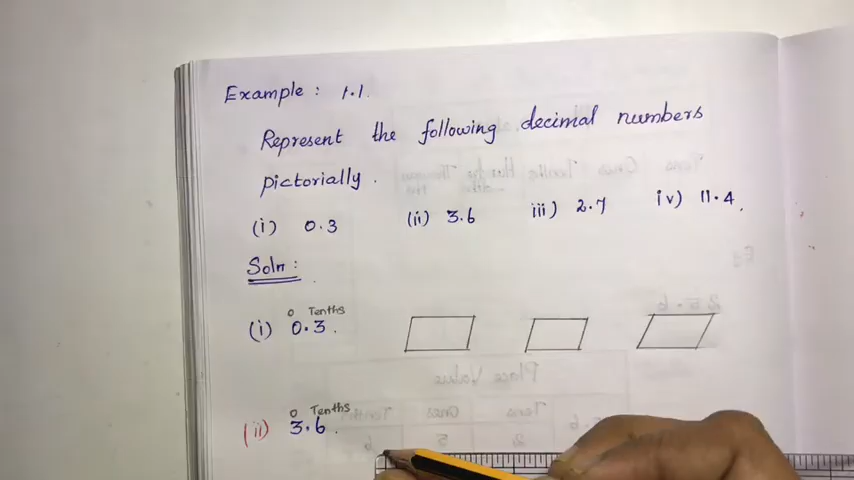 Example : 1.1.
Represent the following decimal numbers
pictorially.
(i) 0.3 (ii) 3.6 iii) 2.7 iv) 11.4.
Soln :
0 Tenths
(i) 0.3.
0 Tenths
(ii) 3.6.